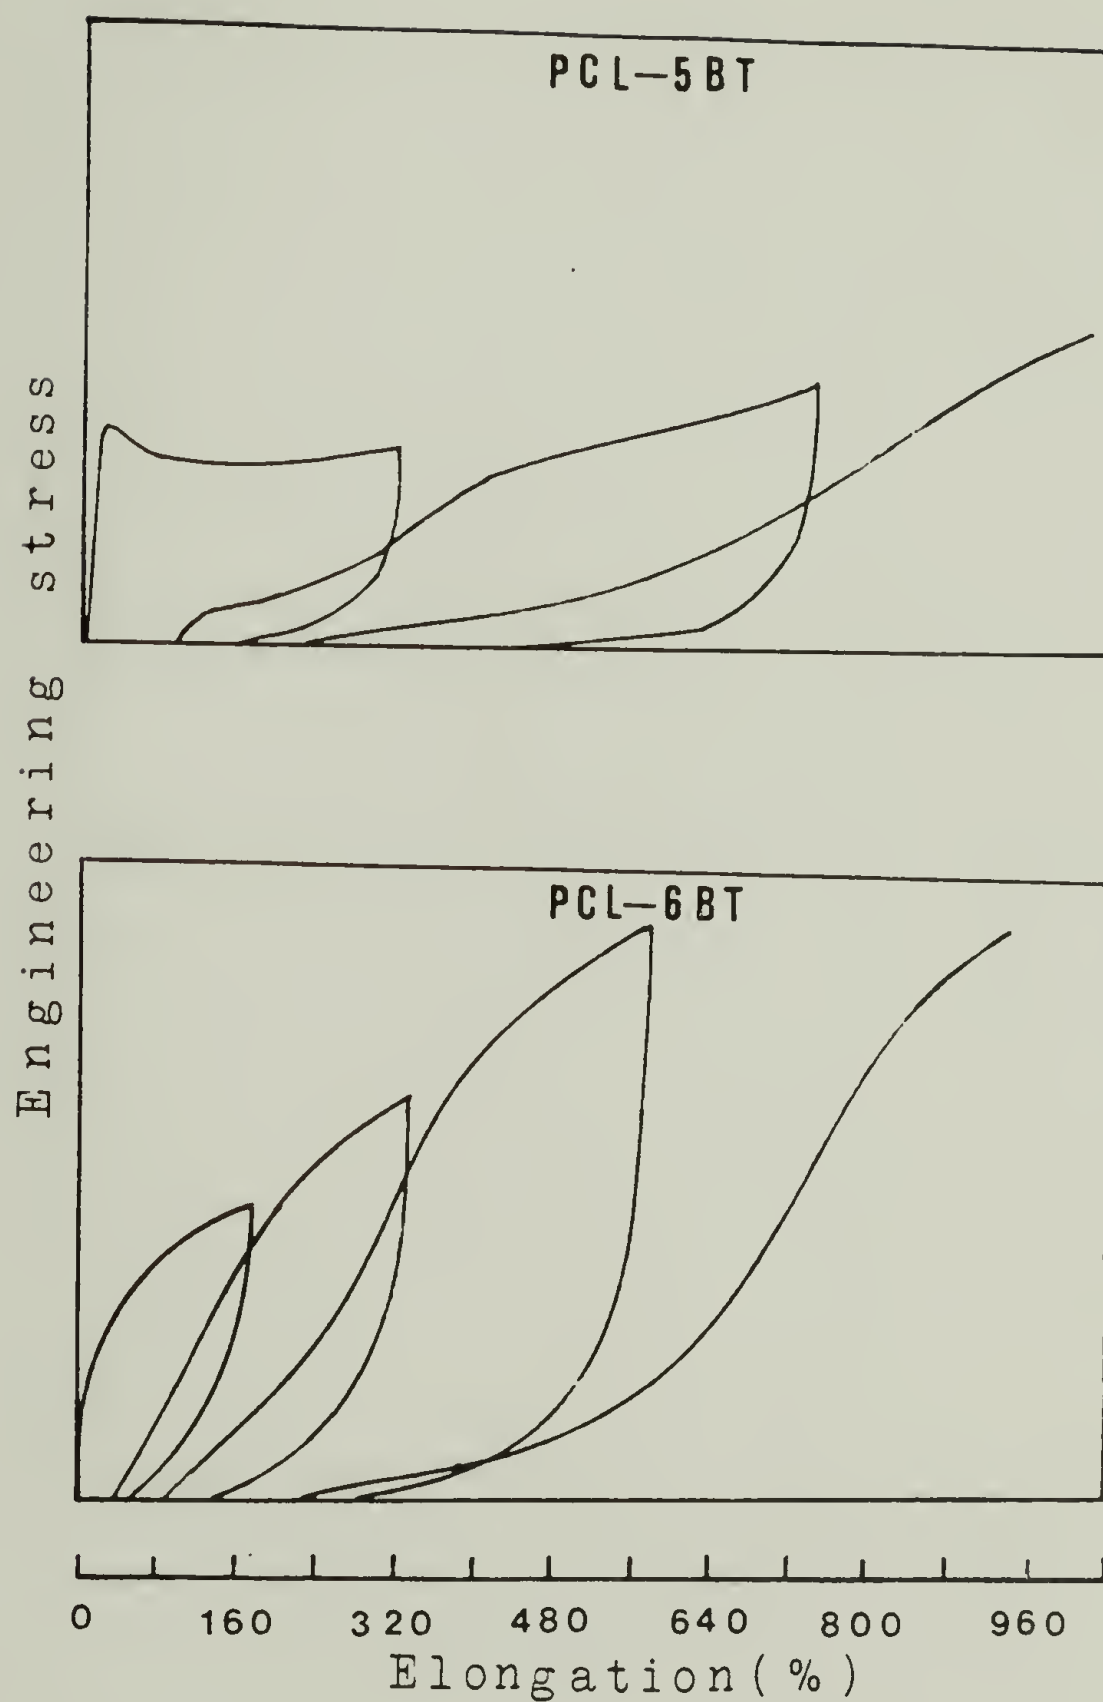 PCL—5BT
Engineering stress
PCL—6BT
0 160 320 480 640 800 960
Elongation(%)